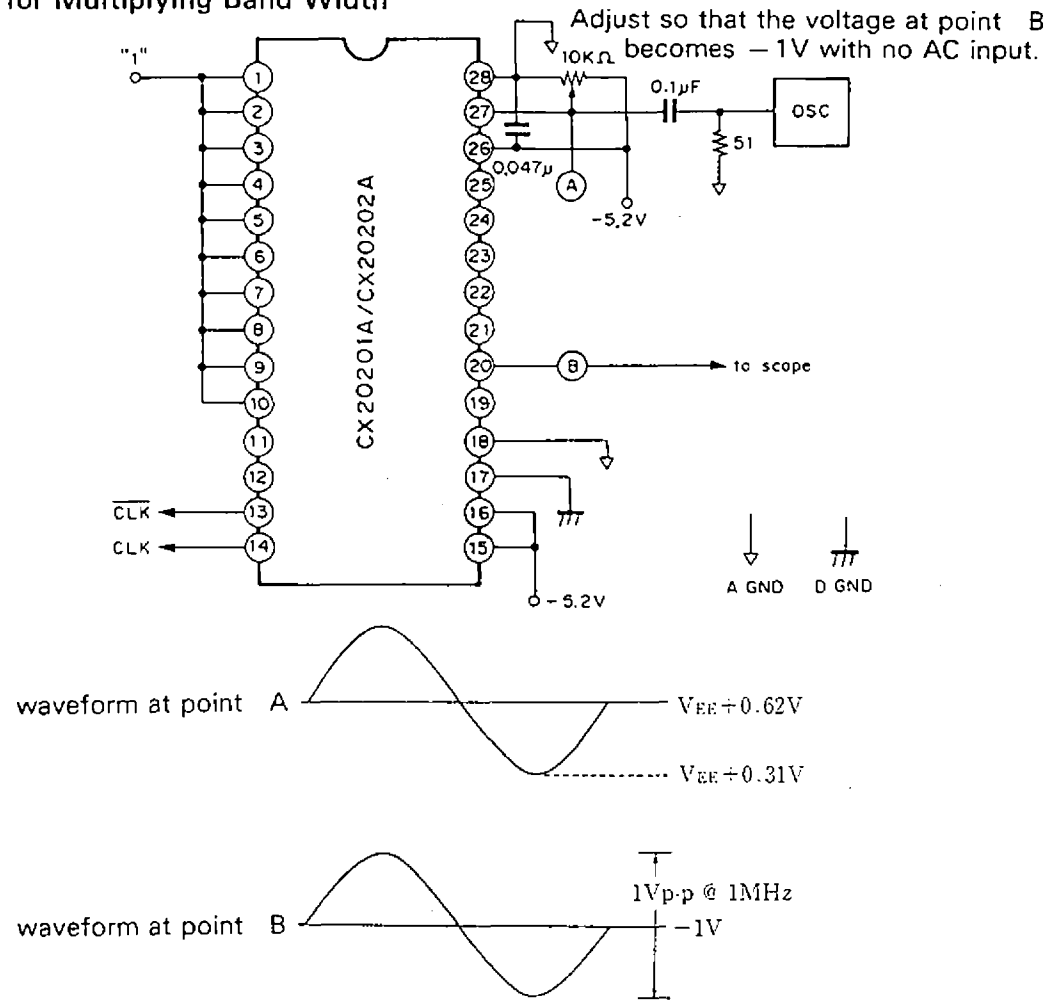 for Multiplying Band Width
Adjust so that the voltage at point B
becomes −1V with no AC input.
"1"
10KΩ
0.1μF
OSC
51
0.047μ
A
-5.2V
1
2
3
4
5
6
7
8
9
10
11
12
13
14
CX20201A/CX20202A
28
27
26
25
24
23
22
21
20
19
18
17
16
15
B
to scope
CLK
CLK
-5.2V
A GND
D GND
waveform at point A
VEE+0.62V
VEE+0.31V
waveform at point B
1Vp-p @ 1MHz
−1V